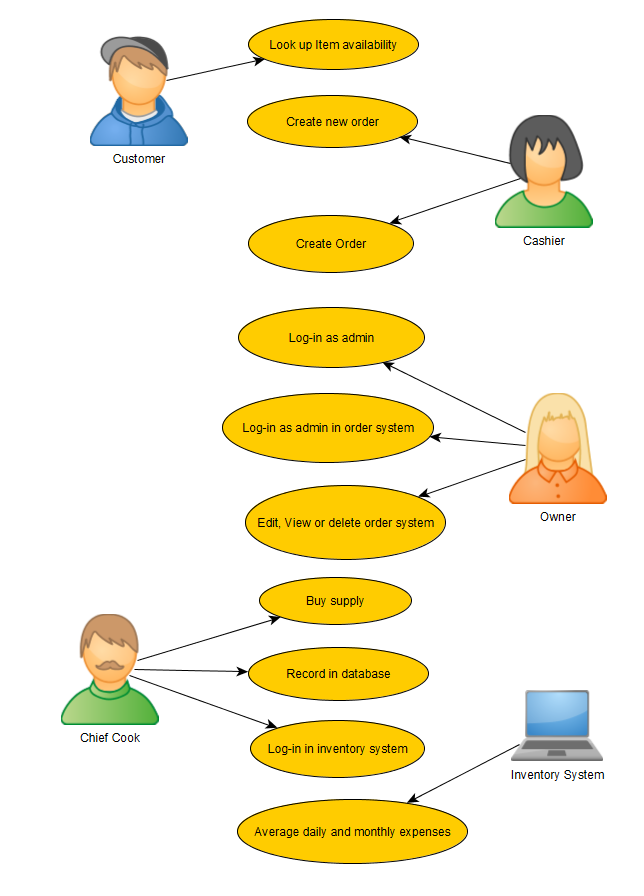 Look up Item availability
Customer
Create new order
Cashier
Create Order
Log-in as admin
Log-in as admin in order system
Owner
Edit, View or delete order system
Buy supply
Record in database
Chief Cook
Log-in in inventory system
Inventory System
Average daily and monthly expenses